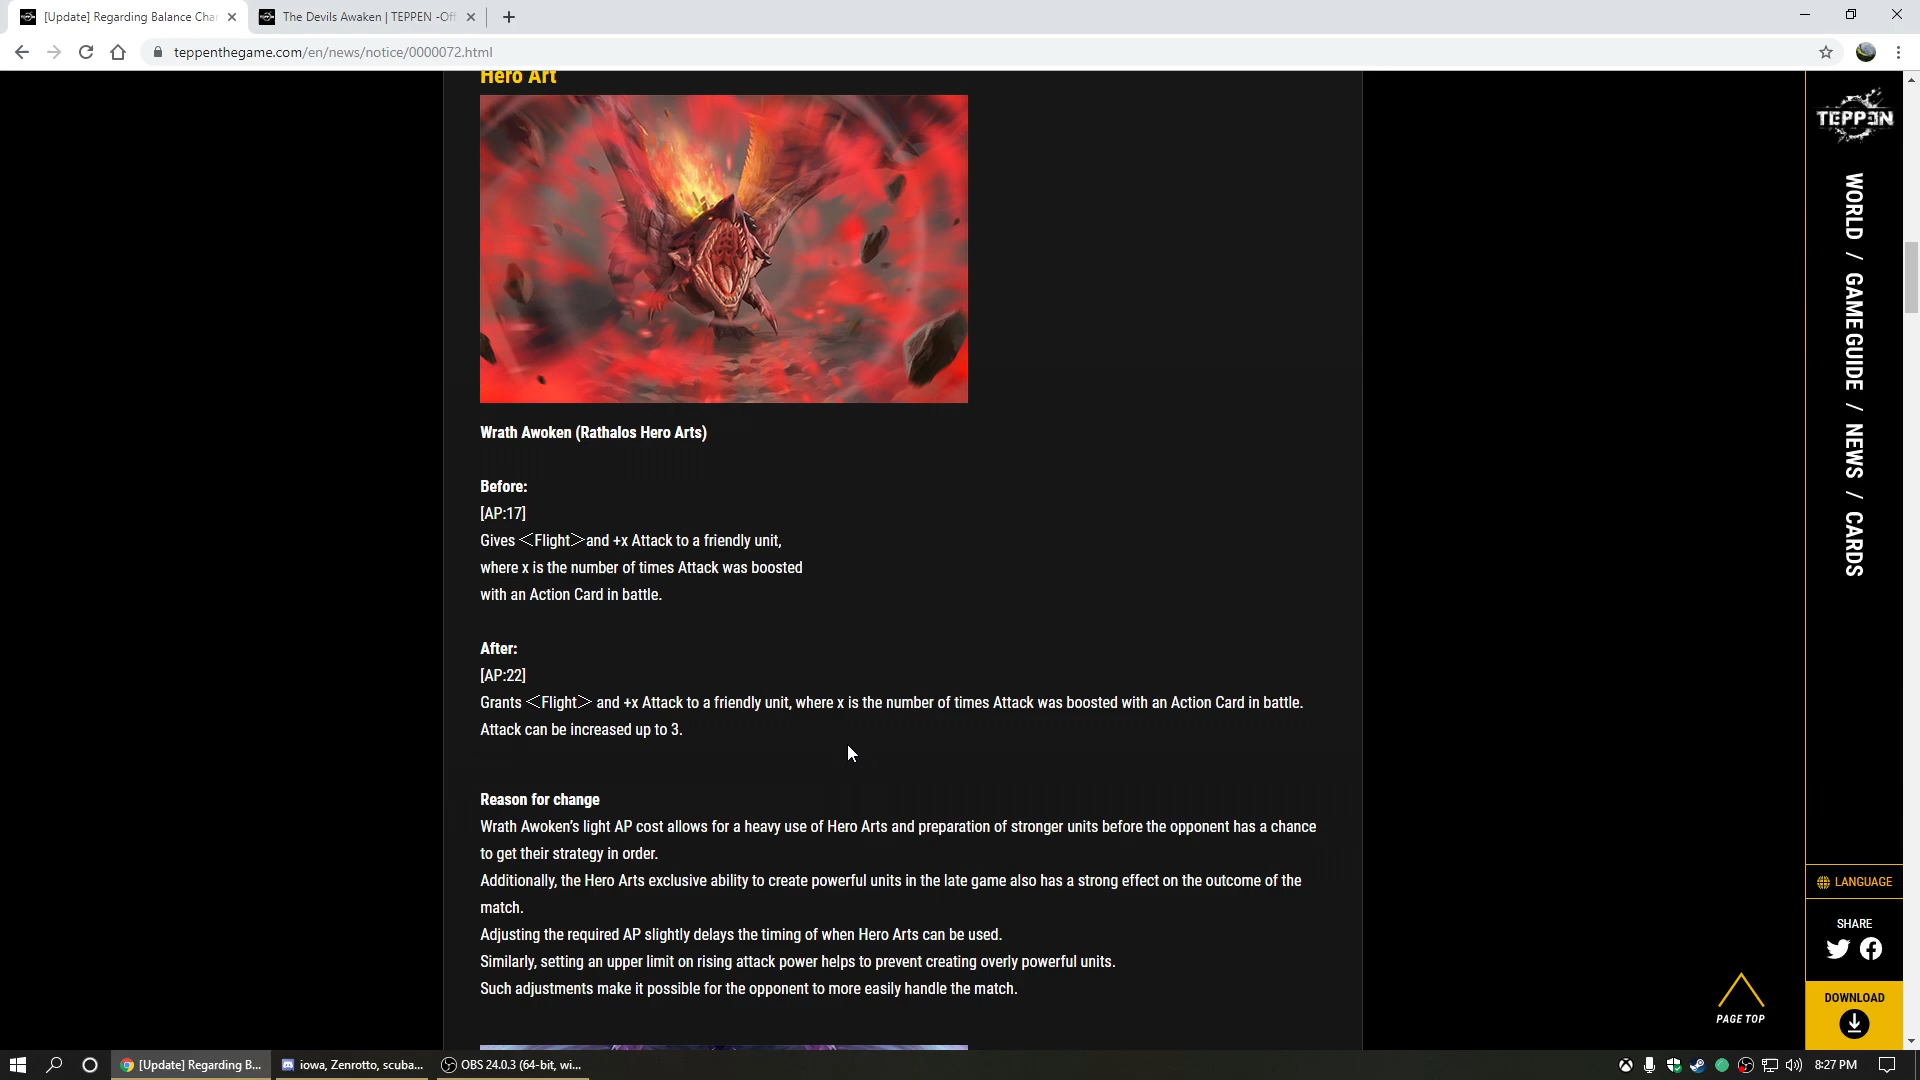 [Update] Regarding Balance Cha
The Devils Awaken | TEPPEN -Off
teppenthegame.com/en/news/notice/0000072.html
Hero Art
Wrath Awoken (Rathalos Hero Arts)
Before:
[AP:17]
Gives <Flight>and +x Attack to a friendly unit,
where x is the number of times Attack was boosted
with an Action Card in battle.
After:
[AP:22]
Grants <Flight> and +x Attack to a friendly unit, where x is the number of times Attack was boosted with an Action Card in battle.
Attack can be increased up to 3.
Reason for change
Wrath Awoken's light AP cost allows for a heavy use of Hero Arts and preparation of stronger units before the opponent has a chance
to get their strategy in order.
Additionally, the Hero Arts exclusive ability to create powerful units in the late game also has a strong effect on the outcome of the
match.
Adjusting the required AP slightly delays the timing of when Hero Arts can be used.
Similarly, setting an upper limit on rising attack power helps to prevent creating overly powerful units.
Such adjustments make it possible for the opponent to more easily handle the match.
TEPPEN
WORLD / GAME GUIDE / NEWS / CARDS
LANGUAGE
SHARE
DOWNLOAD
PAGE TOP
[Update] Regarding B...
iowa, Zenrotto, scuba...
OBS 24.0.3 (64-bit, wi...
8:27 PM